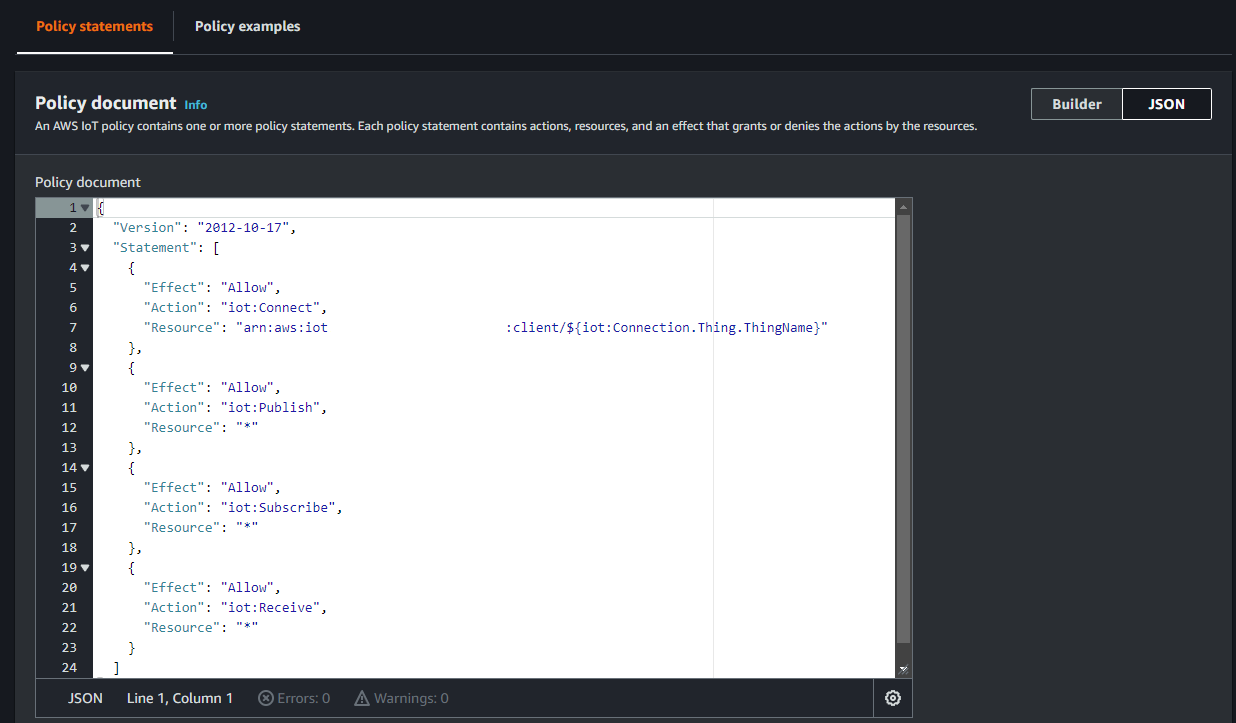 Policy statements
Policy examples
Policy document Info
An AWS IoT policy contains one or more policy statements. Each policy statement contains actions, resources, and an effect that grants or denies the actions by the resources.
Builder
JSON
Policy document
1 {
2 "Version": "2012-10-17",
3 "Statement": [
4 {
5 "Effect": "Allow",
6 "Action": "iot:Connect",
7 "Resource": "arn:aws:iot :client/${iot:Connection.Thing.ThingName}"
8 },
9 {
10 "Effect": "Allow",
11 "Action": "iot:Publish",
12 "Resource": "*"
13 },
14 {
15 "Effect": "Allow",
16 "Action": "iot:Subscribe",
17 "Resource": "*"
18 },
19 {
20 "Effect": "Allow",
21 "Action": "iot:Receive",
22 "Resource": "*"
23 }
24 ]
JSON Line 1, Column 1 Errors: 0 Warnings: 0